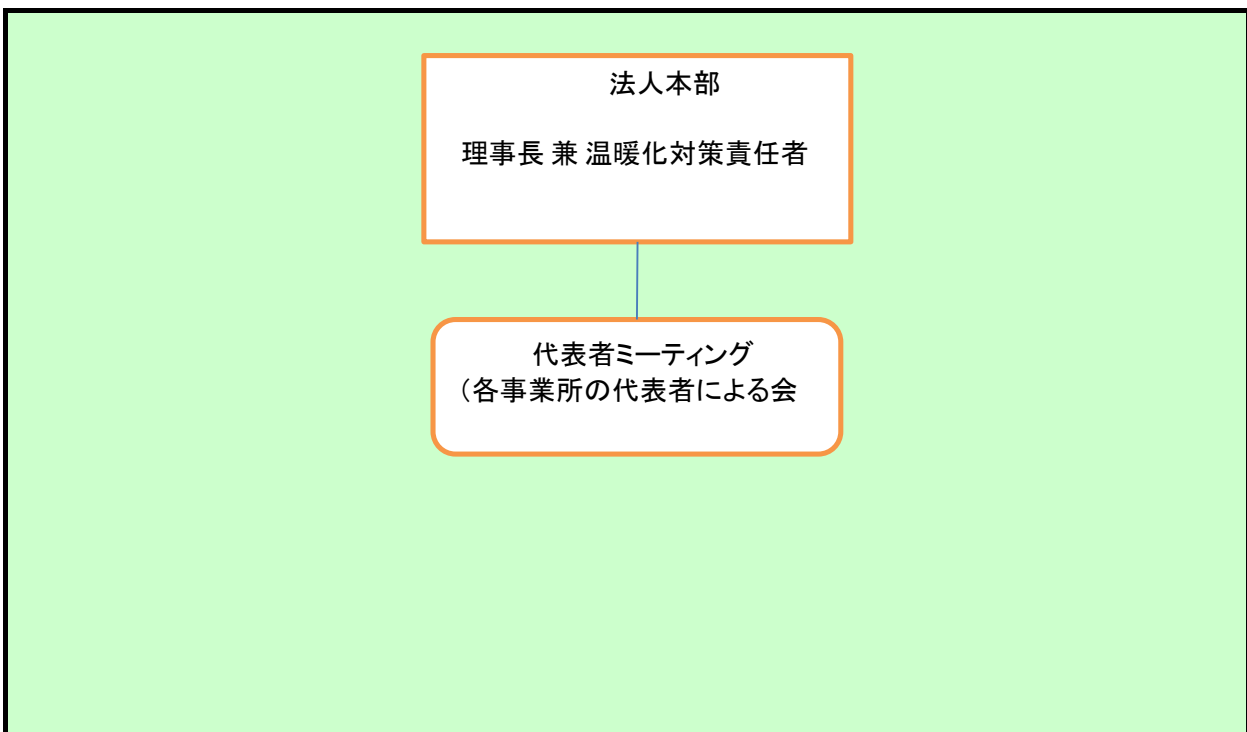 法人本部
理事長 兼 温暖化対策責任者
代表者ミーティング
（各事業所の代表者による会